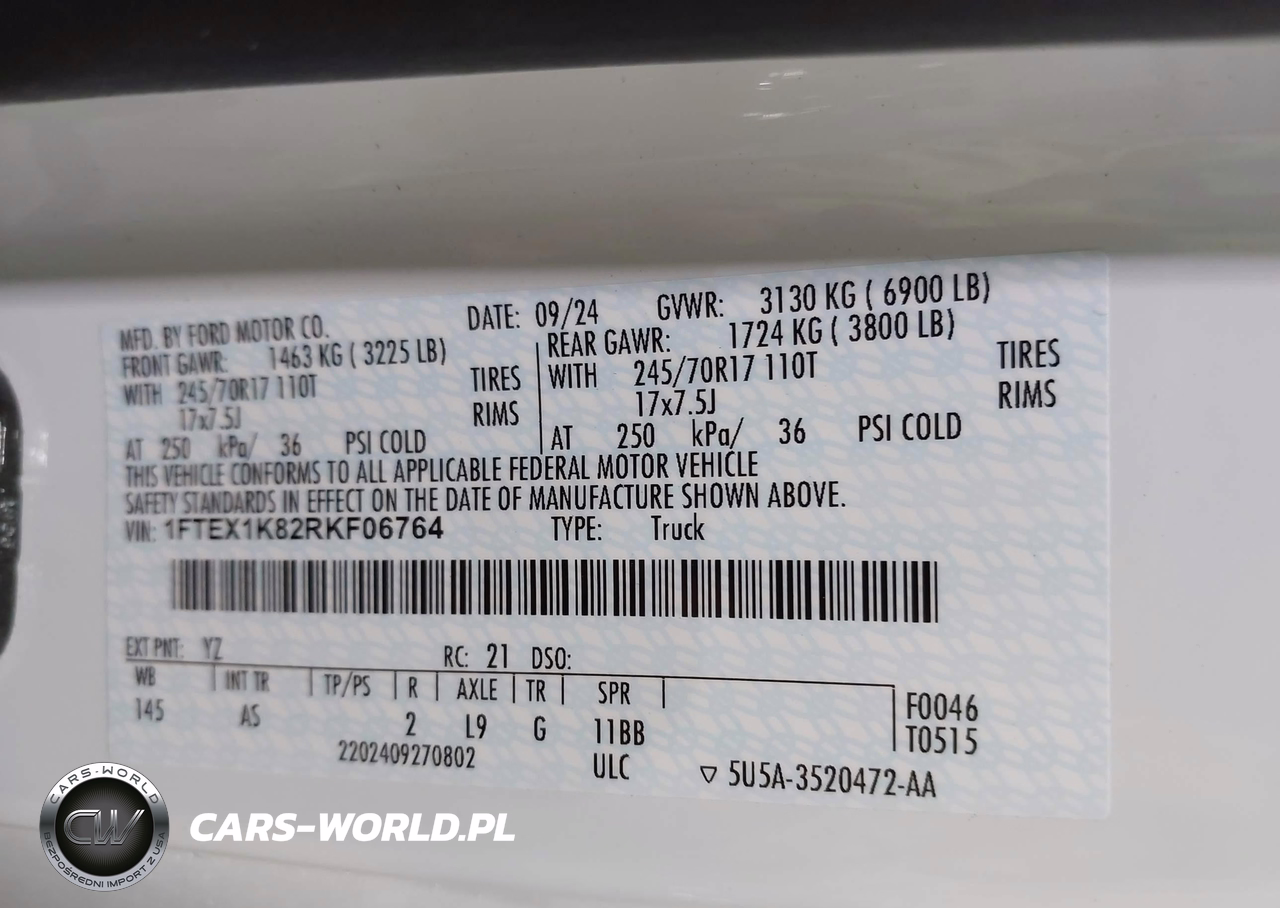 MFD. BY FORD MOTOR CO. DATE: 09/24 GVWR: 3130 KG ( 6900 LB)
FRONT GAWR: 1463 KG ( 3225 LB) REAR GAWR: 1724 KG ( 3800 LB)
WITH 245/70R17 110T TIRES WITH 245/70R17 110T TIRES
17x7.5J RIMS 17x7.5J RIMS
AT 250 kPa/ 36 PSI COLD AT 250 kPa/ 36 PSI COLD
THIS VEHICLE CONFORMS TO ALL APPLICABLE FEDERAL MOTOR VEHICLE
SAFETY STANDARDS IN EFFECT ON THE DATE OF MANUFACTURE SHOWN ABOVE.
VIN: 1FTEX1K82RKF06764 TYPE: Truck
EXT PNT: YZ RC: 21 DSO:
WB INT TR TP/PS R AXLE TR SPR F0046
145 AS 2 L9 G 11BB T0515
2202409270802 ULC ▽ 5U5A-3520472-AA
CARS-WORLD
CW
BEZPOŚREDNI IMPORT Z USA
CARS-WORLD.PL